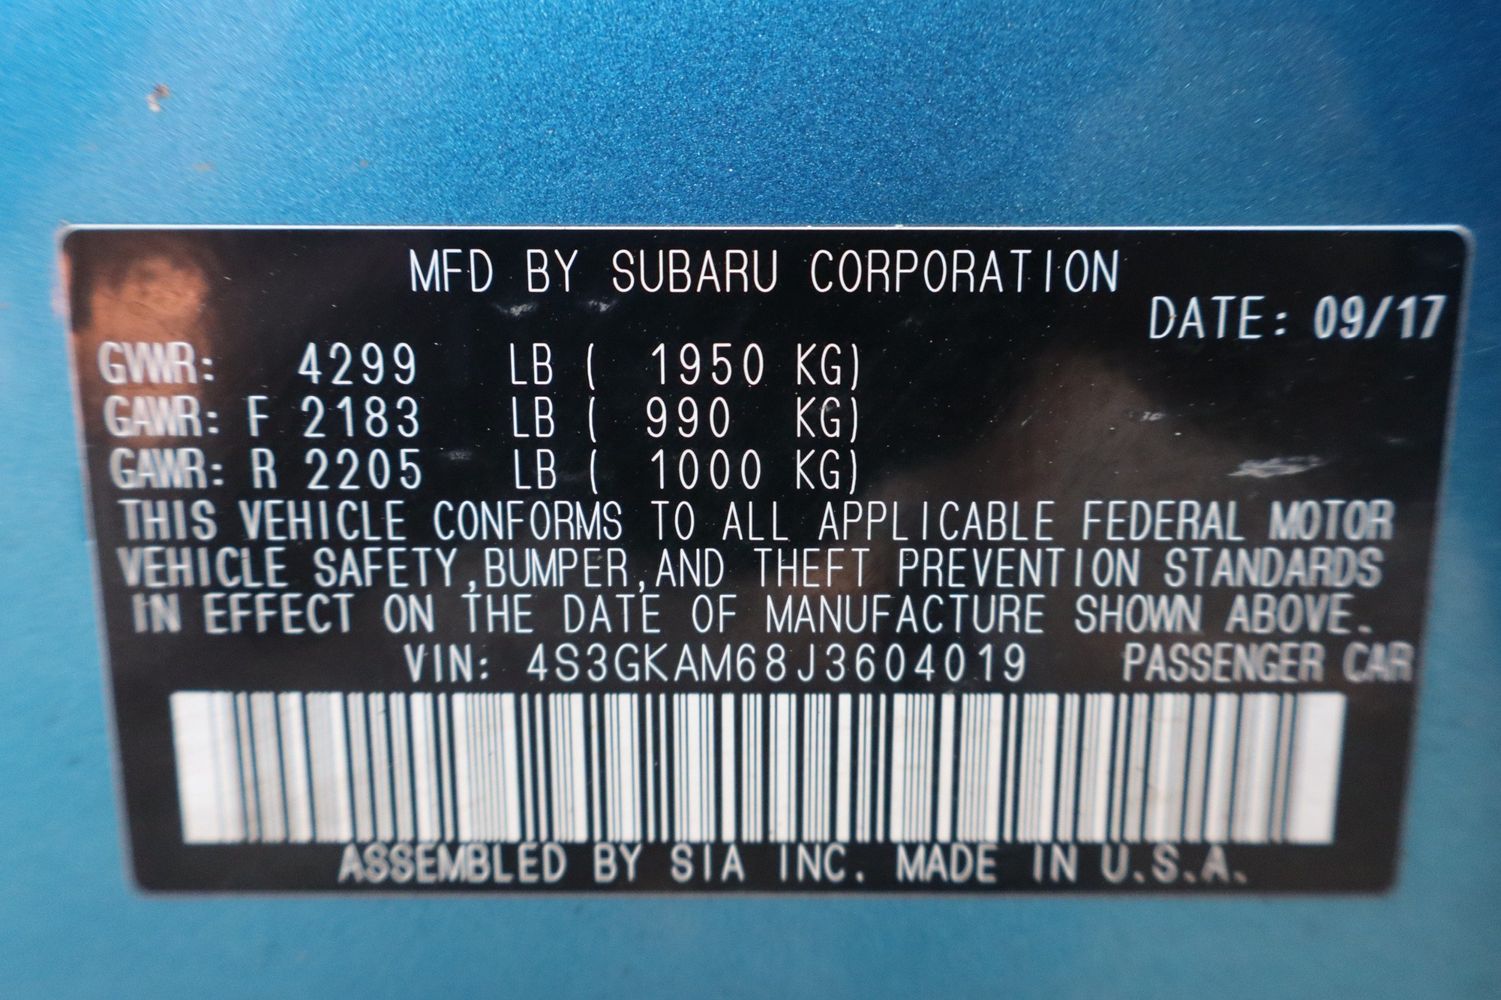 MFD BY SUBARU CORPORATION
DATE: 09/17
GVWR: 4299 LB ( 1950 KG)
GAWR: F 2183 LB ( 990 KG)
GAWR: R 2205 LB ( 1000 KG)
THIS VEHICLE CONFORMS TO ALL APPLICABLE FEDERAL MOTOR
VEHICLE SAFETY,BUMPER,AND THEFT PREVENTION STANDARDS
IN EFFECT ON THE DATE OF MANUFACTURE SHOWN ABOVE.
VIN: 4S3GKAM68J3604019 PASSENGER CAR
ASSEMBLED BY SIA INC. MADE IN U.S.A.